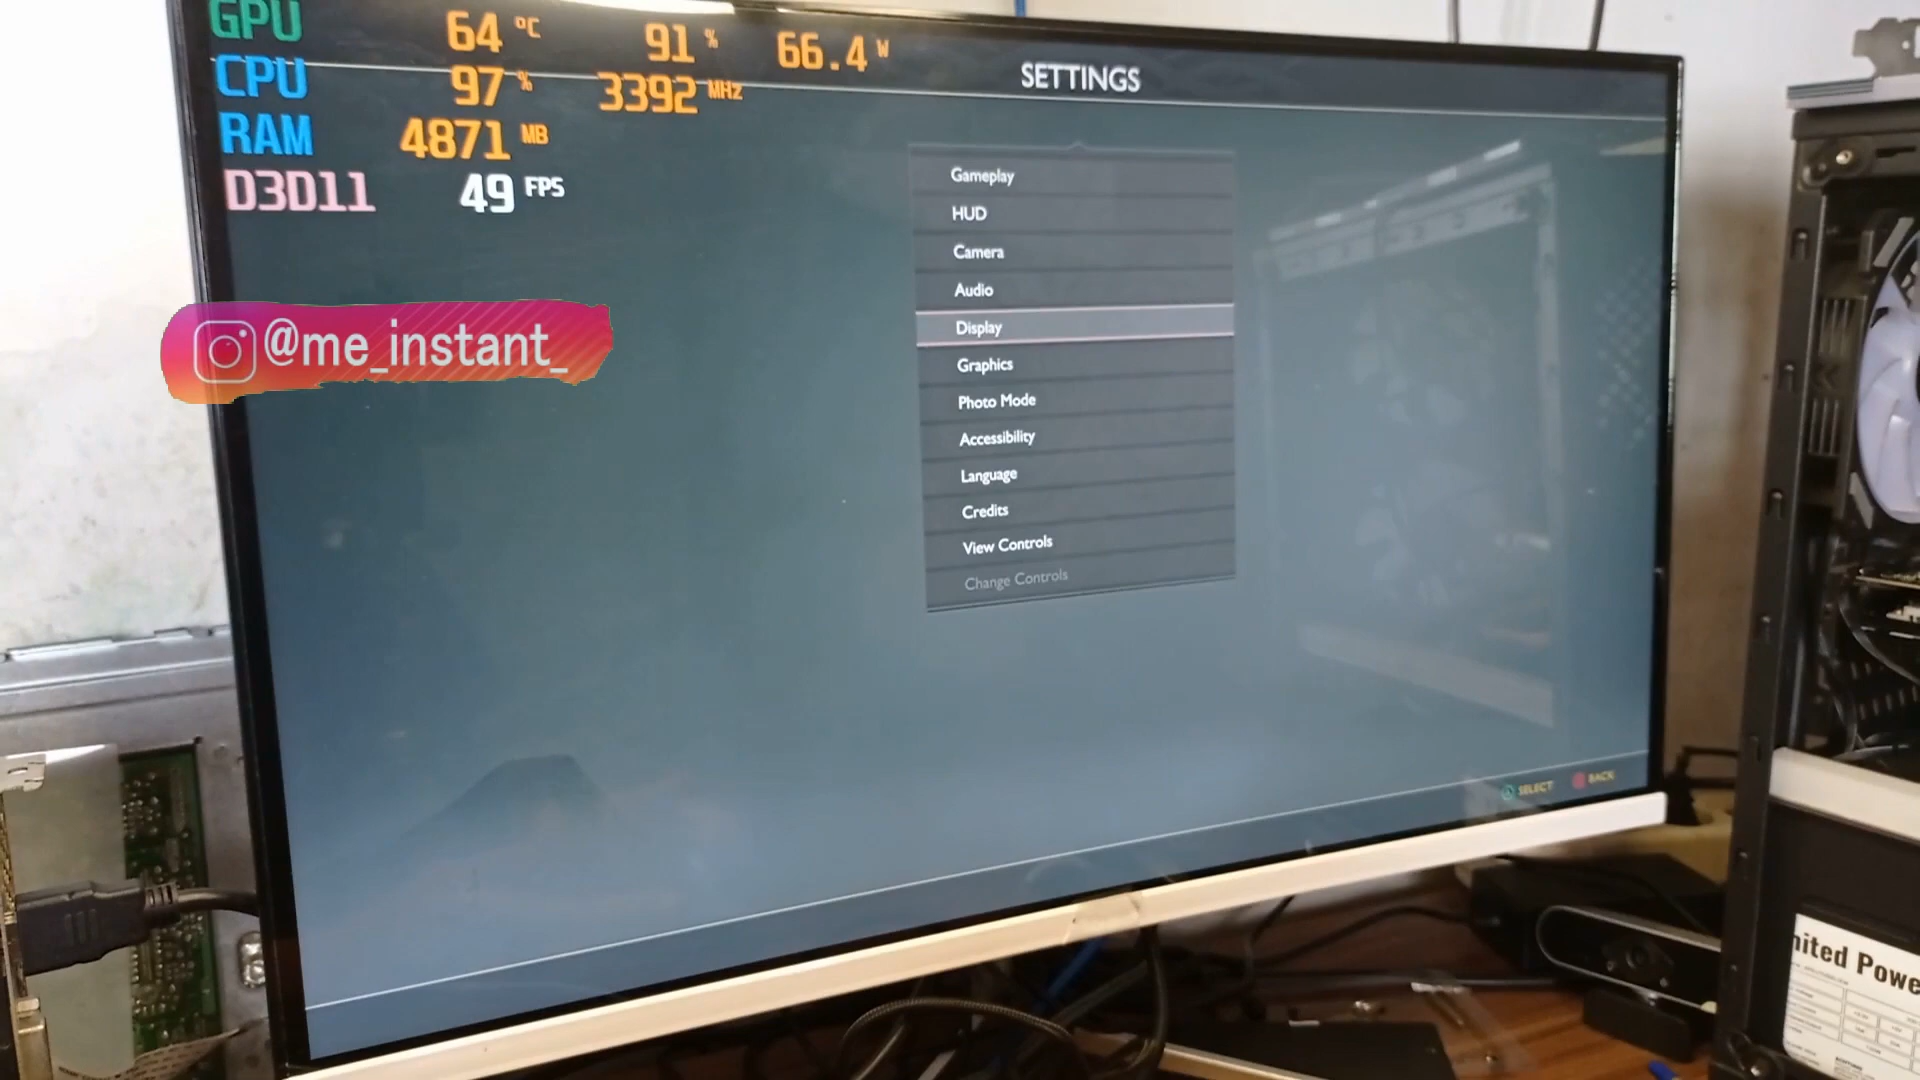 GPU 64 °C 91 % 66.4 W
CPU 97 % 3392 MHz
RAM 4871 MB
D3D11 49 FPS
SETTINGS
@me_instant_
Gameplay
HUD
Camera
Audio
Display
Graphics
Photo Mode
Accessibility
Language
Credits
View Controls
Change Controls
SELECT BACK
nited Powe